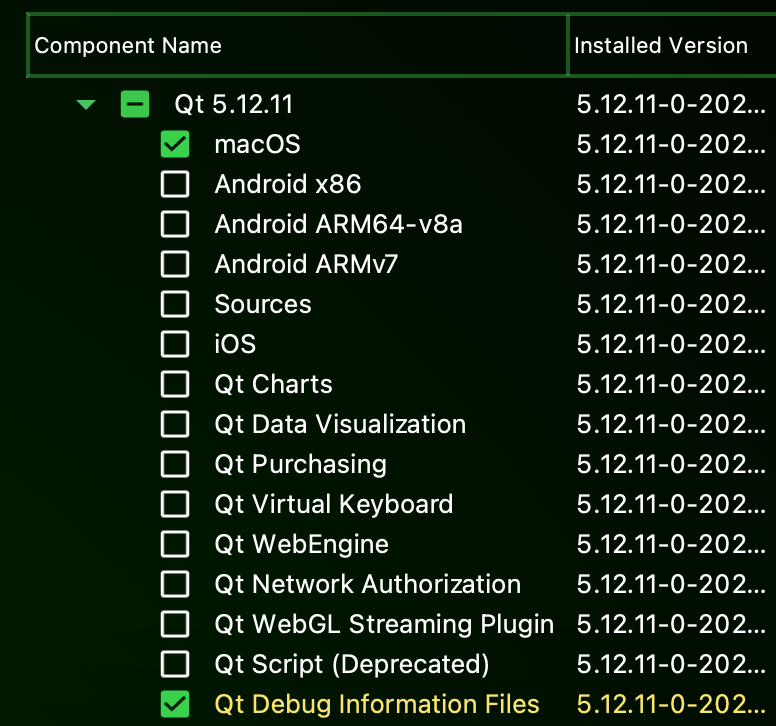 Component Name Installed Version
Qt 5.12.11 5.12.11-0-202...
macOS 5.12.11-0-202...
Android x86 5.12.11-0-202...
Android ARM64-v8a 5.12.11-0-202...
Android ARMv7 5.12.11-0-202...
Sources 5.12.11-0-202...
iOS 5.12.11-0-202...
Qt Charts 5.12.11-0-202...
Qt Data Visualization 5.12.11-0-202...
Qt Purchasing 5.12.11-0-202...
Qt Virtual Keyboard 5.12.11-0-202...
Qt WebEngine 5.12.11-0-202...
Qt Network Authorization 5.12.11-0-202...
Qt WebGL Streaming Plugin 5.12.11-0-202...
Qt Script (Deprecated) 5.12.11-0-202...
Qt Debug Information Files 5.12.11-0-202...